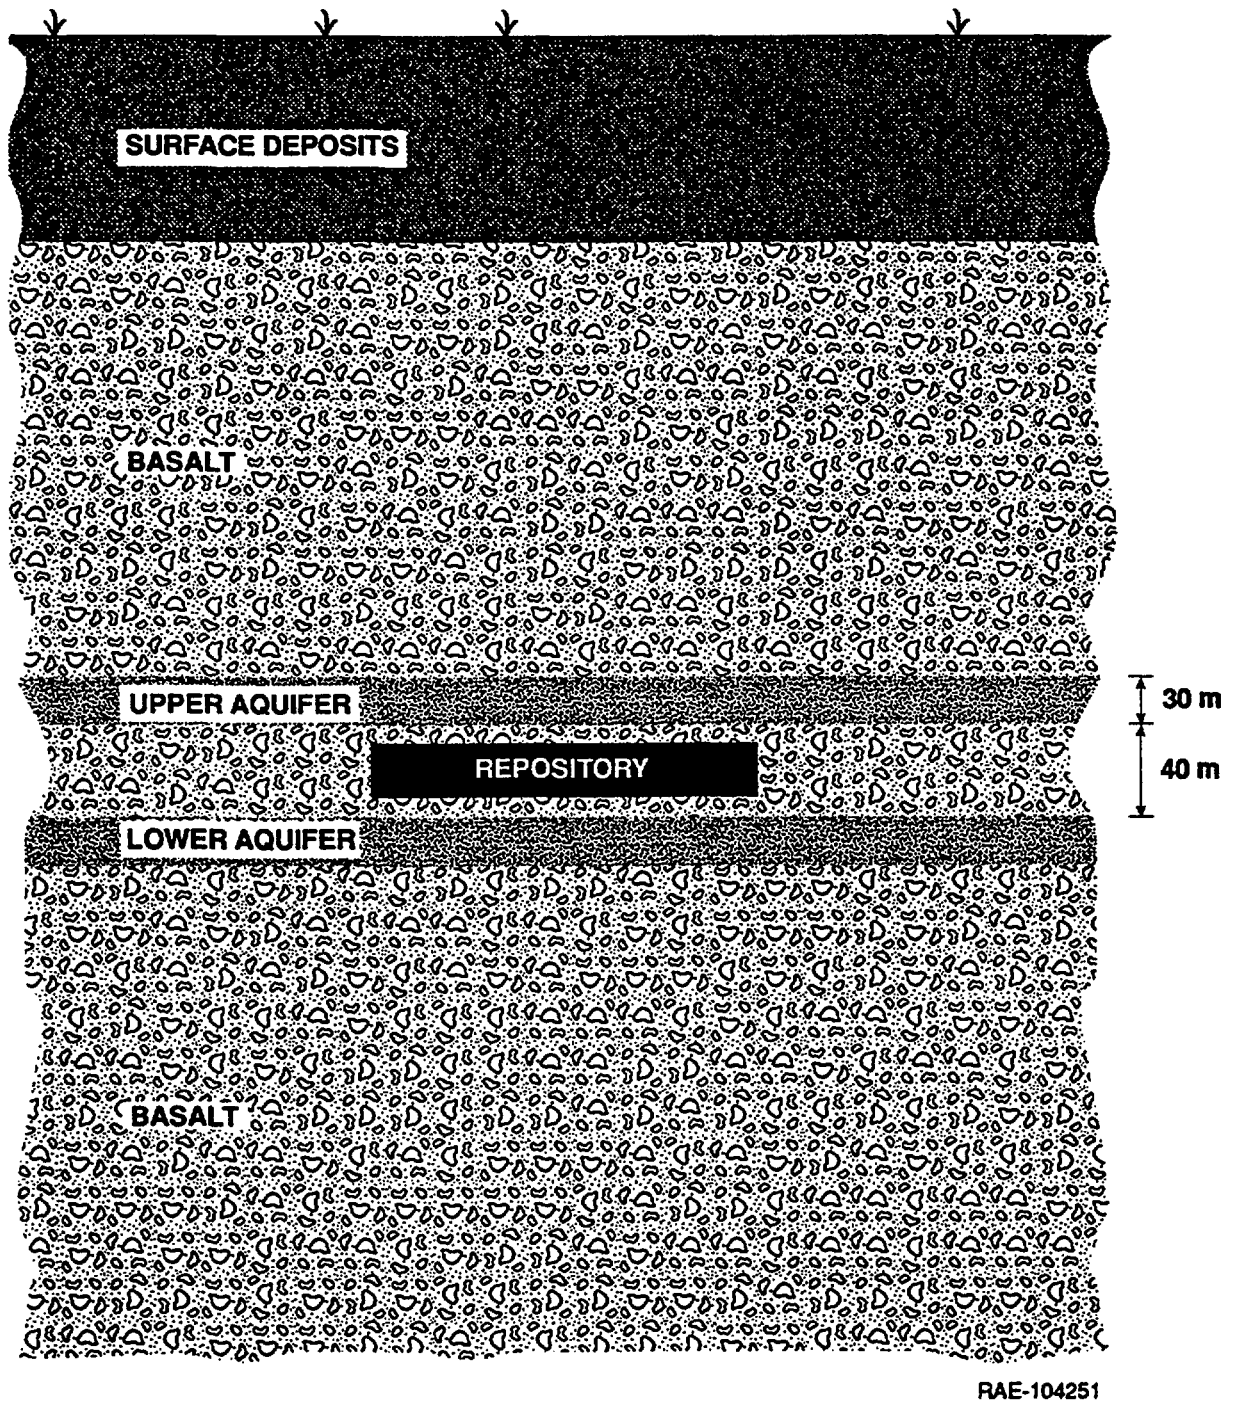 SURFACE DEPOSITS
BASALT
UPPER AQUIFER
30 m
REPOSITORY
40 m
LOWER AQUIFER
BASALT
RAE-104251